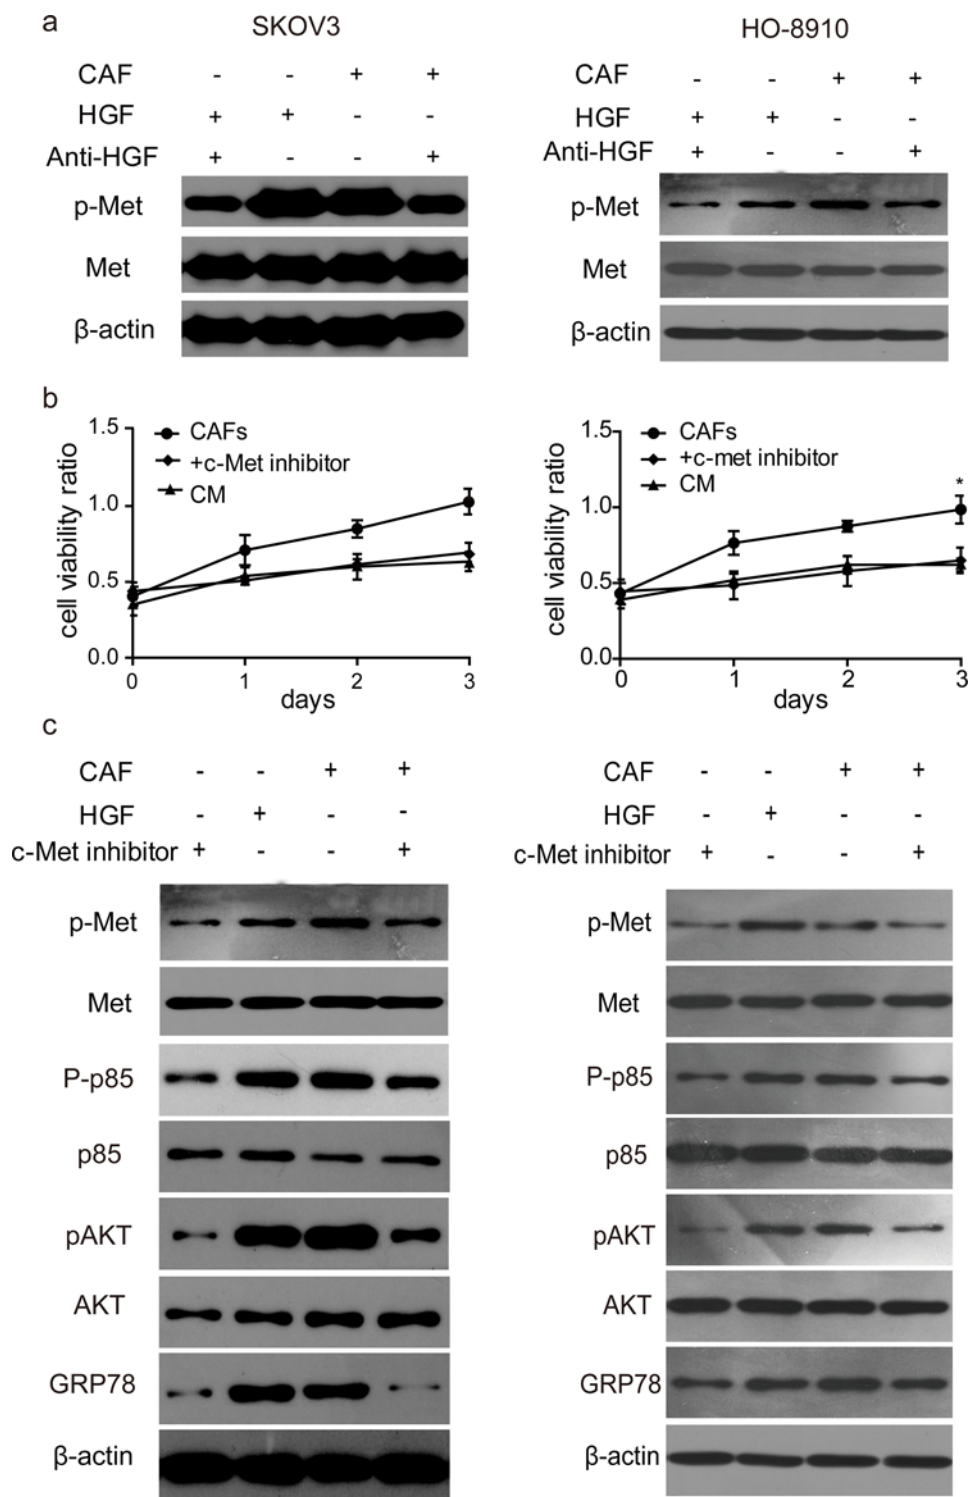 a
SKOV3
HO-8910
CAF - - + +
HGF + + - -
Anti-HGF + - - +
p-Met
Met
β-actin
CAF - - + +
HGF + + - -
Anti-HGF + - - +
p-Met
Met
β-actin
b
cell viability ratio
1.5
1.0
0.5
0.0
CAFs
+c-Met inhibitor
CM
0 1 2 3
days
cell viability ratio
1.5
1.0
0.5
0.0
CAFs
+c-met inhibitor
CM
*
0 1 2 3
days
c
CAF - - + +
HGF - + - -
c-Met inhibitor + - - +
p-Met
Met
P-p85
p85
pAKT
AKT
GRP78
β-actin
CAF - - + +
HGF - + - -
c-Met inhibitor + - - +
p-Met
Met
P-p85
p85
pAKT
AKT
GRP78
β-actin